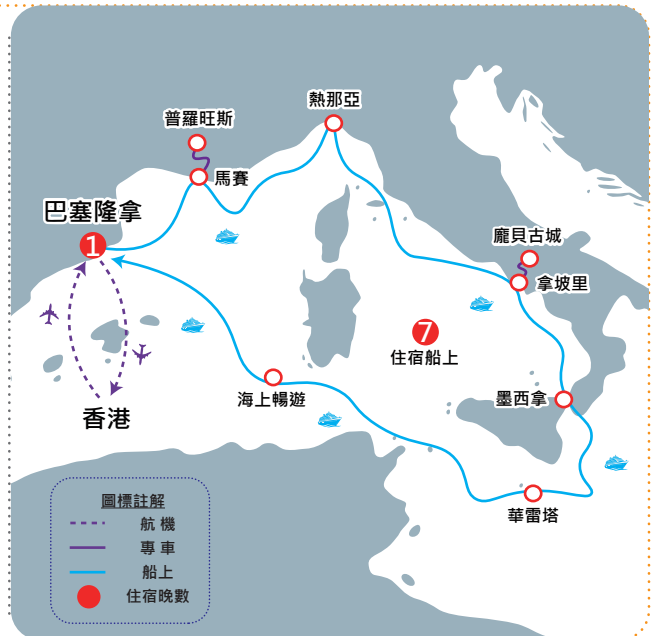 熱那亞
普羅旺斯
馬賽
巴塞隆拿
1
龐貝古城
拿坡里
7
住宿船上
海上暢遊
墨西拿
香港
華雷塔
圖標註解
航機
專車
船上
住宿晚數